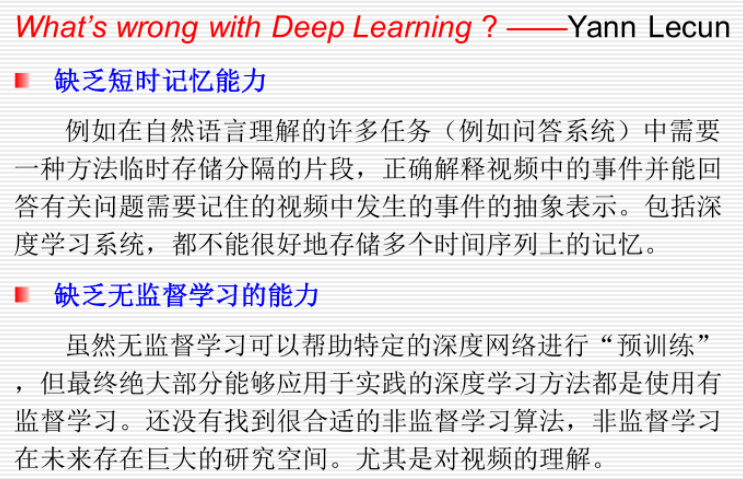 What's wrong with Deep Learning ? ——Yann Lecun
缺乏短时记忆能力
例如在自然语言理解的许多任务（例如问答系统）中需要
一种方法临时存储分隔的片段，正确解释视频中的事件并能回
答有关问题需要记住的视频中发生的事件的抽象表示。包括深
度学习系统，都不能很好地存储多个时间序列上的记忆。
缺乏无监督学习的能力
虽然无监督学习可以帮助特定的深度网络进行“预训练”
，但最终绝大部分能够应用于实践的深度学习方法都是使用有
监督学习。还没有找到很合适的非监督学习算法，非监督学习
在未来存在巨大的研究空间。尤其是对视频的理解。